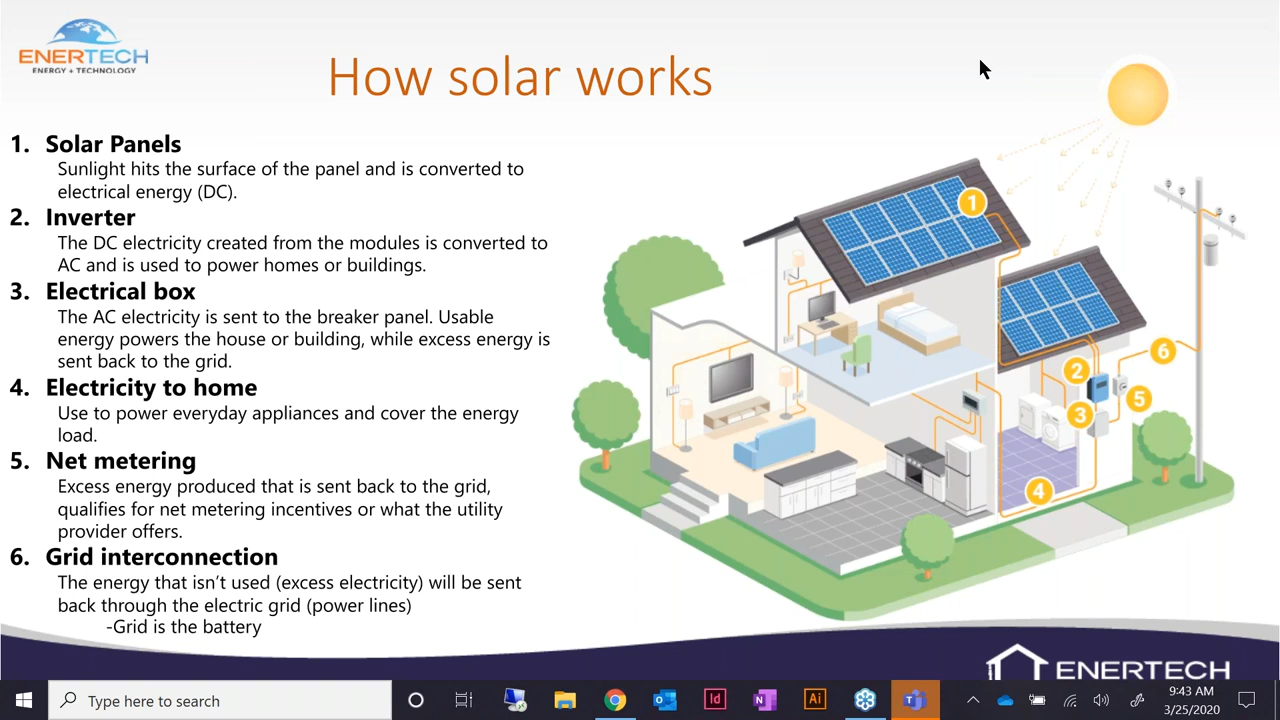 ENERTECH
ENERGY + TECHNOLOGY
How solar works
1. Solar Panels
Sunlight hits the surface of the panel and is converted to
electrical energy (DC).
2. Inverter
The DC electricity created from the modules is converted to
AC and is used to power homes or buildings.
3. Electrical box
The AC electricity is sent to the breaker panel. Usable
energy powers the house or building, while excess energy is
sent back to the grid.
4. Electricity to home
Use to power everyday appliances and cover the energy
load.
5. Net metering
Excess energy produced that is sent back to the grid,
qualifies for net metering incentives or what the utility
provider offers.
6. Grid interconnection
The energy that isn't used (excess electricity) will be sent
back through the electric grid (power lines)
-Grid is the battery
1
2
6
5
3
4
ENERTECH
Type here to search
Id
N
Ai
9:43 AM
3/25/2020